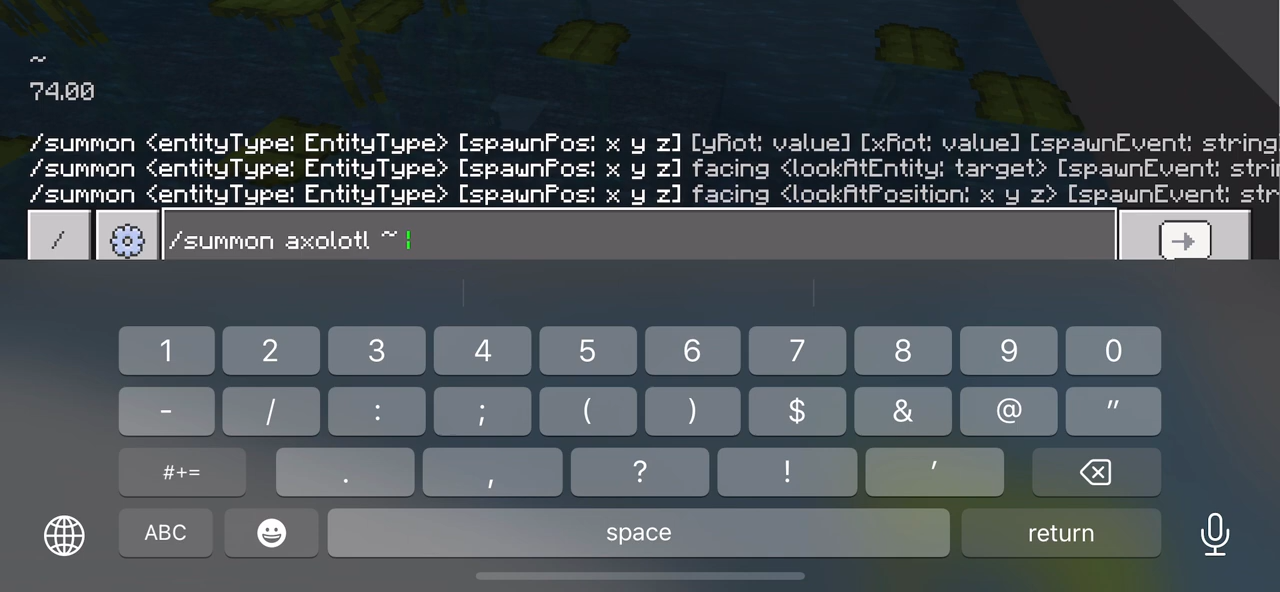 ~
74.00
/summon <entityType: EntityType> [spawnPos: x y z] [yRot: value] [xRot: value] [spawnEvent: string
/summon <entityType: EntityType> [spawnPos: x y z] facing <lookAtEntity: target> [spawnEvent: strin
/summon <entityType: EntityType> [spawnPos: x y z] facing <lookAtPosition: x y z> [spawnEvent: str
/ /summon axolotl ~
1 2 3 4 5 6 7 8 9 0
- / : ; ( ) $ & @ "
#+= . , ? ! '
ABC space return